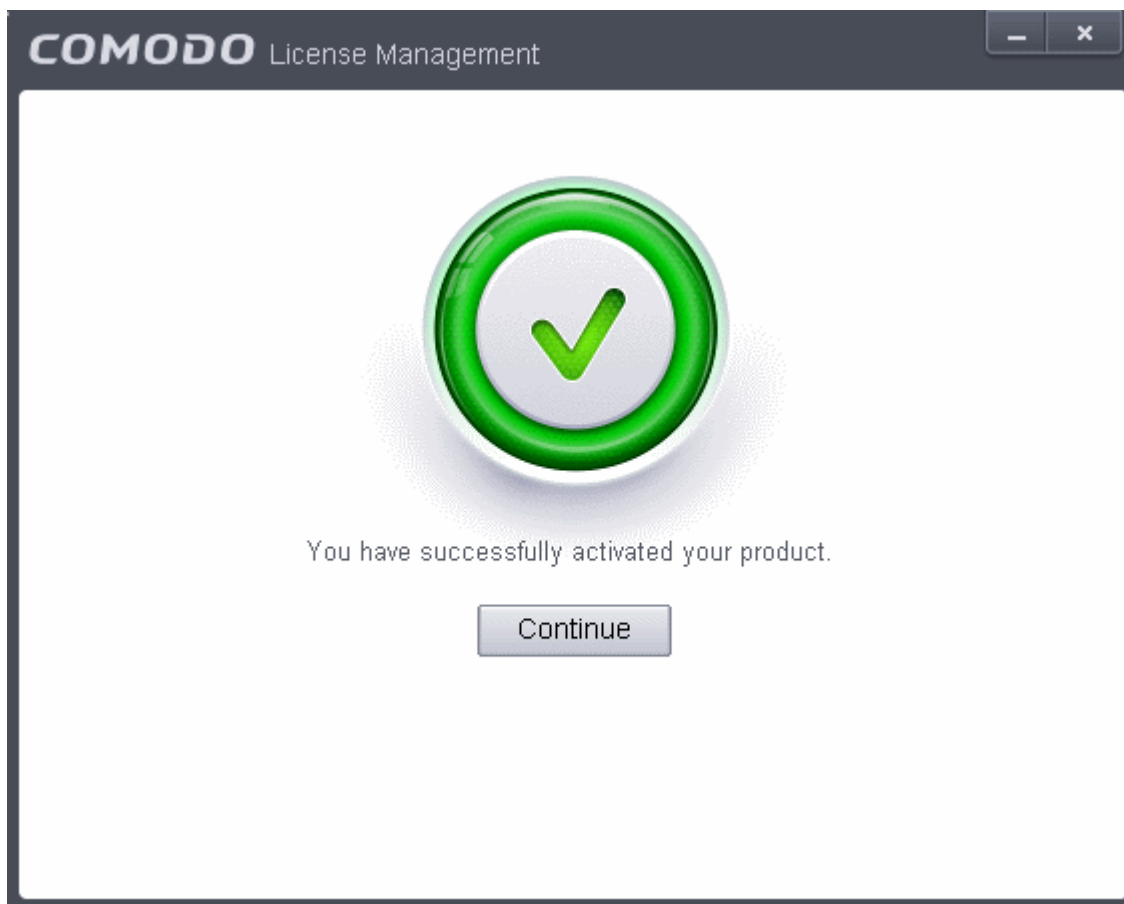 COMODO License Management
You have successfully activated your product.
Continue